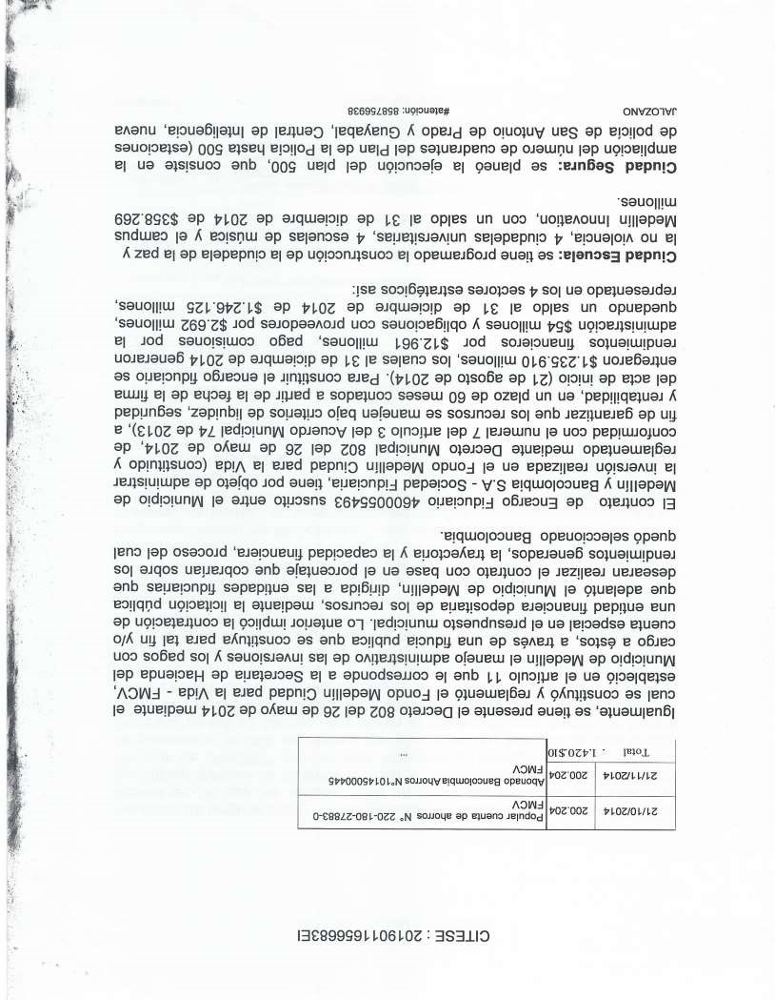 CITESE : 201901165666683EI
21/10/2014 200.204 Popular cuenta de ahorros N° 220-180-27883-0
FMCV
21/11/2014 200.204 Abonado Bancolombia Ahorros N°10145000445
FMCV
Total . 1.420.510 ...
Igualmente, se tiene presente el Decreto 802 del 26 de mayo de 2014 mediante el
cual se constituyó y reglamentó el Fondo Medellín Ciudad para la Vida - FMCV,
estableció en el artículo 11 que le corresponde a la Secretaría de Hacienda del
Municipio de Medellín el manejo administrativo de las inversiones y los pagos con
cargo a éstos, a través de una fiducia publica que se constituya para tal fin y/o
cuenta especial en el presupuesto municipal. Lo anterior implicó la contratación de
una entidad financiera depositaria de los recursos, mediante la licitación pública
que adelantó el Municipio de Medellín, dirigida a las entidades fiduciarias que
desearan realizar el contrato con base en el porcentaje que cobrarían sobre los
rendimientos generados, la trayectoria y la capacidad financiera, proceso del cual
quedó seleccionado Bancolombia.
El contrato de Encargo Fiduciario 4600055493 suscrito entre el Municipio de
Medellín y Bancolombia S.A - Sociedad Fiduciaria, tiene por objeto de administrar
la inversión realizada en el Fondo Medellín Ciudad para la Vida (constituido y
reglamentado mediante Decreto Municipal 802 del 26 de mayo de 2014, de
conformidad con el numeral 7 del artículo 3 del Acuerdo Municipal 74 de 2013), a
fin de garantizar que los recursos se manejen bajo criterios de liquidez, seguridad
y rentabilidad, en un plazo de 60 meses contados a partir de la fecha de la firma
del acta de inicio (21 de agosto de 2014). Para constituir el encargo fiduciario se
entregaron $1.235.910 millones, los cuales al 31 de diciembre de 2014 generaron
rendimientos financieros por $12.961 millones, pago comisiones por la
administracián $54 millones y obligaciones con proveedores por $2.692 millones,
quedando un saldo al 31 de diciembre de 2014 de $1.246.125 millones,
representado en los 4 sectores estratégicos así:
Ciudad Escuela: se tiene programado la construcción de la ciudadela de la paz y
la no violencia, 4 ciudadelas universitarias, 4 escuelas de música y el campus
Medellín Innovation, con un saldo al 31 de diciembre de 2014 de $358.269
millones.
Ciudad Segura: se planeó la ejecución del plan 500, que consiste en la
ampliación del número de cuadrantes del Plan de la Policía hasta 500 (estaciones
de policía de San Antonio de Prado y Guayabal, Central de Inteligencia, nueva
JALOZANO #atención: 858756938